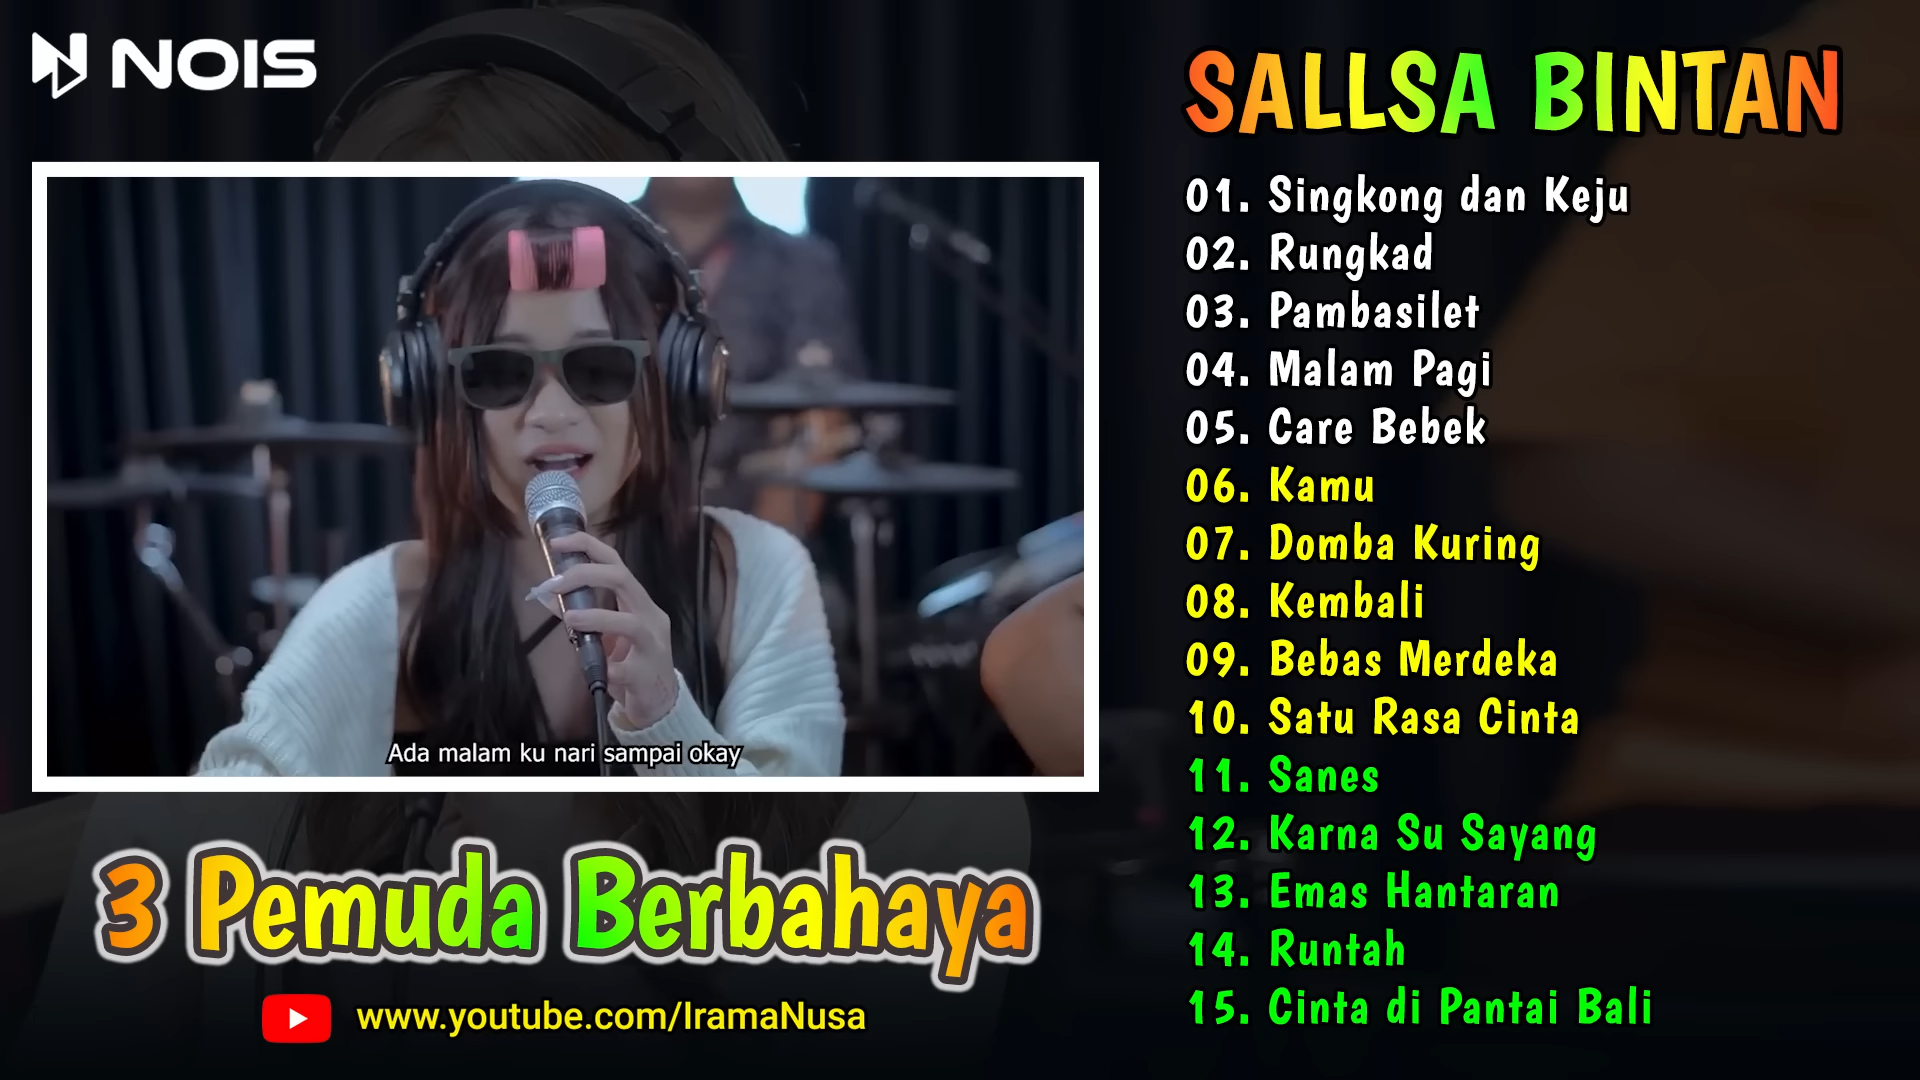 NOIS
SALLSA BINTAN
01. Singkong dan Keju
02. Rungkad
03. Pambasilet
04. Malam Pagi
05. Care Bebek
06. Kamu
07. Domba Kuring
08. Kembali
09. Bebas Merdeka
10. Satu Rasa Cinta
11. Sanes
12. Karna Su Sayang
13. Emas Hantaran
14. Runtah
15. Cinta di Pantai Bali
Ada malam ku nari sampai okay
3 Pemuda Berbahaya
www.youtube.com/IramaNusa